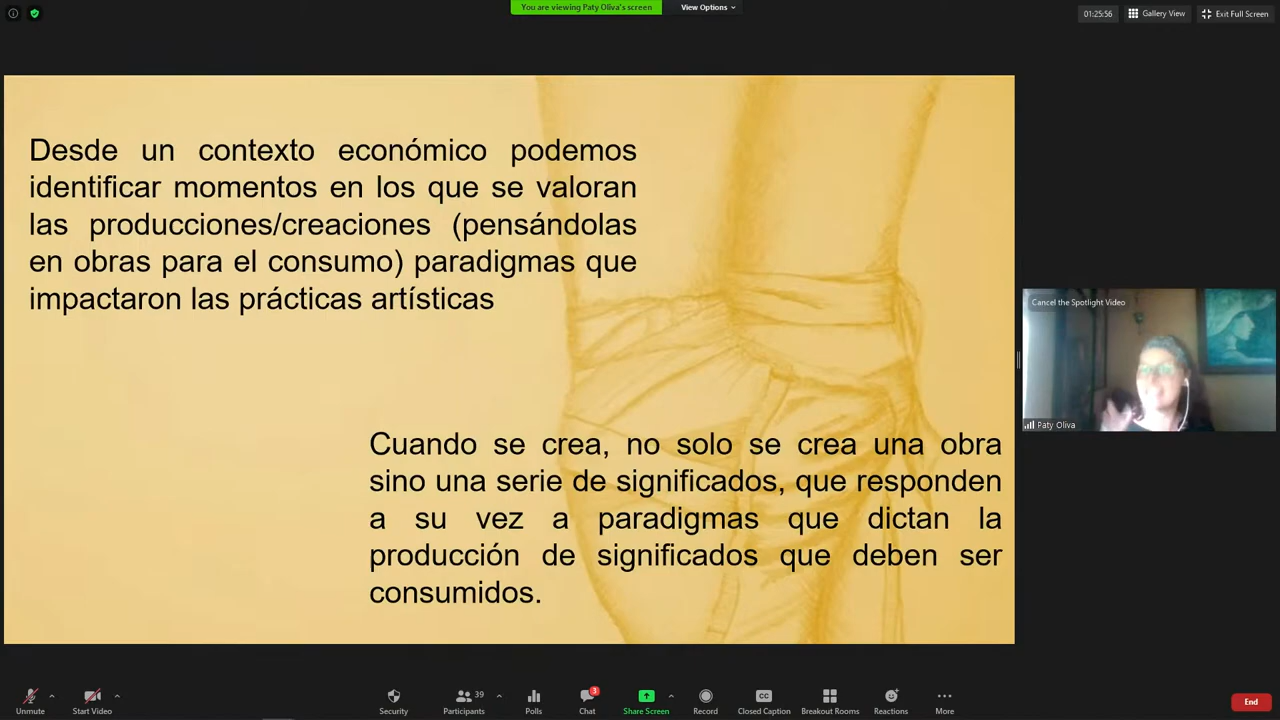 You are viewing Paty Oliva's screen
View Options
01:25:56
Gallery View
Exit Full Screen
Desde un contexto económico podemos
identificar momentos en los que se valoran
las producciones/creaciones (pensándolas
en obras para el consumo) paradigmas que
impactaron las prácticas artísticas
Cuando se crea, no solo se crea una obra
sino una serie de significados, que responden
a su vez a paradigmas que dictan la
producción de significados que deben ser
consumidos.
Cancel the Spotlight Video
Paty Oliva
Unmute
Start Video
Security
Participants
39
Polls
Chat
3
Share Screen
Record
Closed Caption
Breakout Rooms
Reactions
More
End